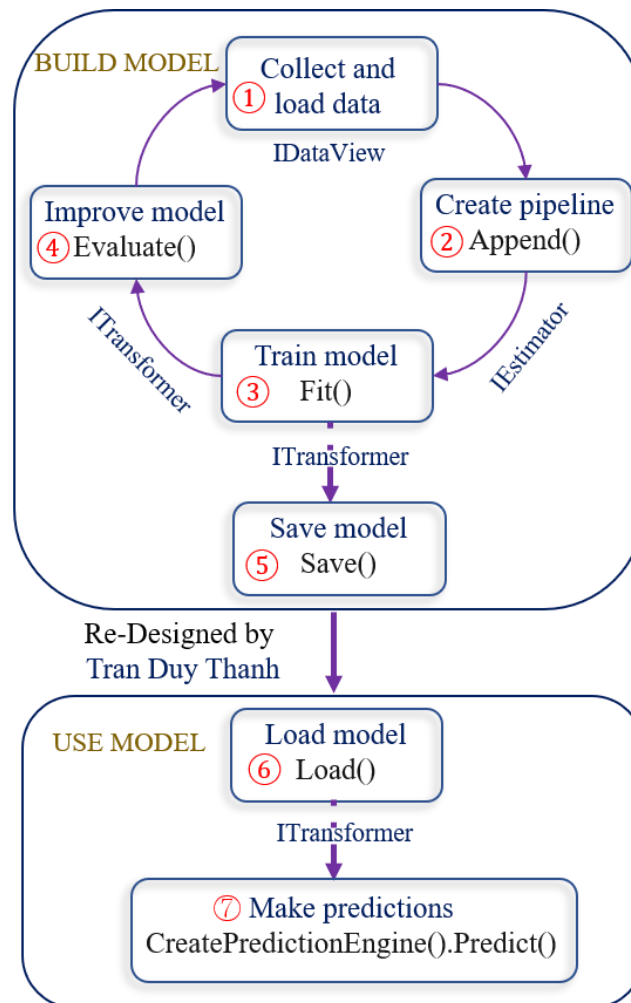 BUILD MODEL
Collect and
① load data
IDataView
Improve model
④ Evaluate()
Create pipeline
② Append()
ITransformer
IEstimator
Train model
③ Fit()
ITransformer
Save model
⑤ Save()
Re-Designed by
Tran Duy Thanh
USE MODEL
Load model
⑥ Load()
ITransformer
⑦ Make predictions
CreatePredictionEngine().Predict()